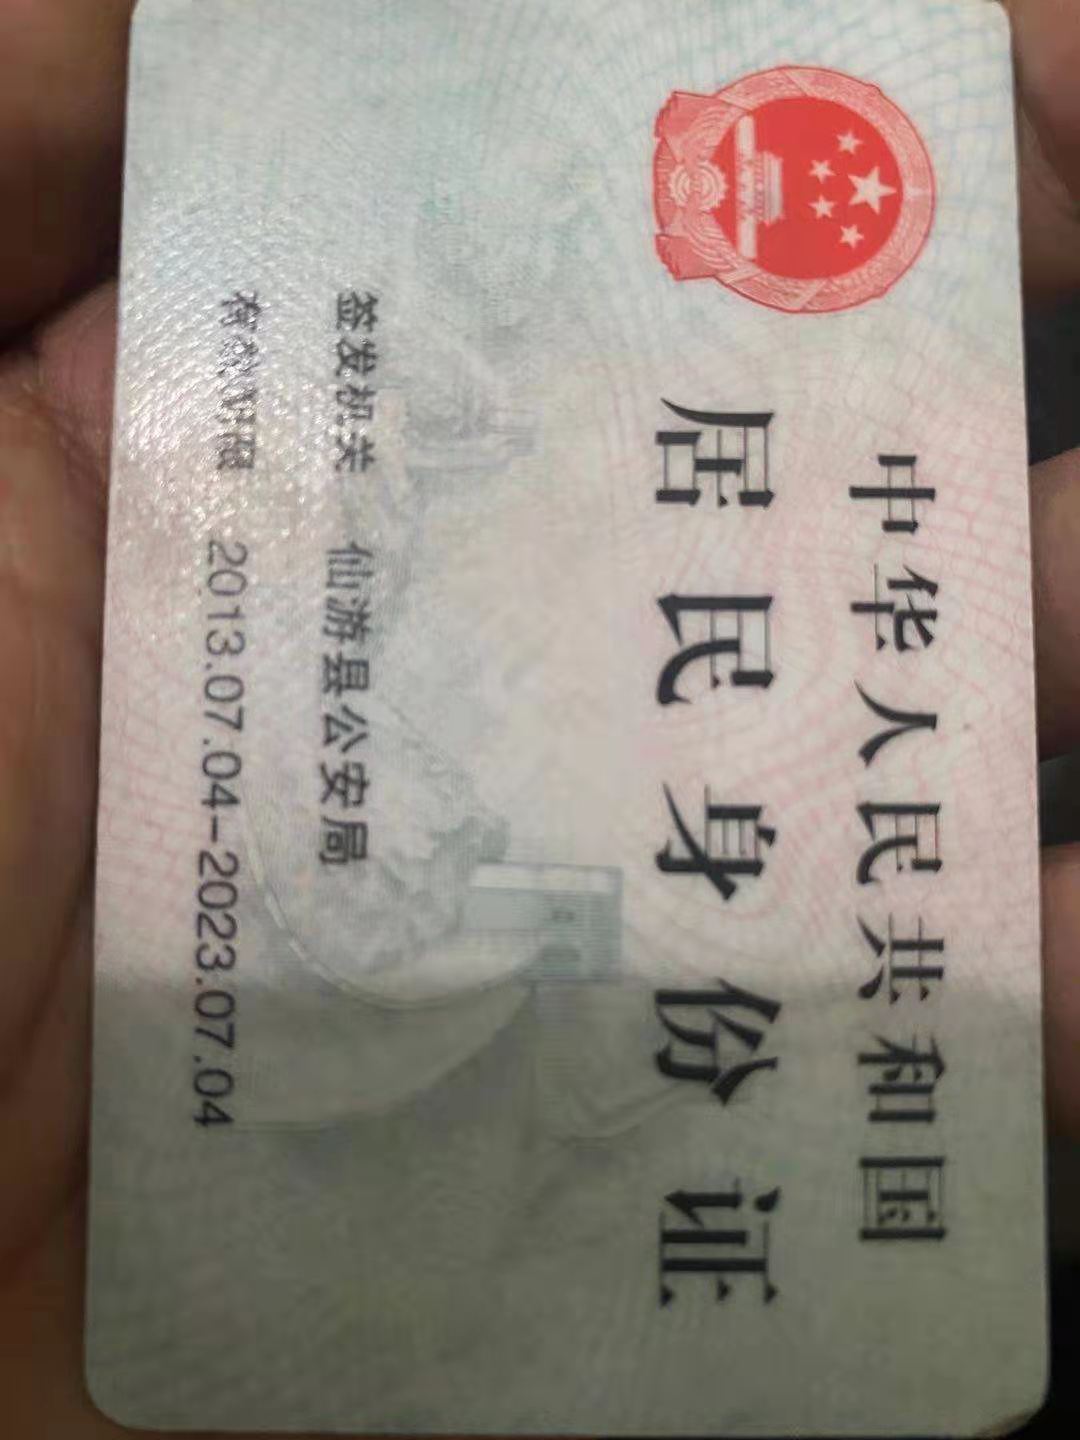 中华人民共和国
居民身份证
签发机关 仙游县公安局
有效期限 2013.07.04-2023.07.04